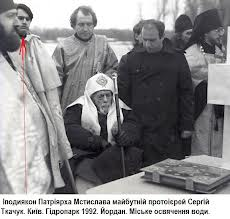 Іводиякон Патріярха Мстислава майбутній протоієрей Сергій
Ткачук. Київ. Гідропарк 1992. Йордан. Міське освячення води.